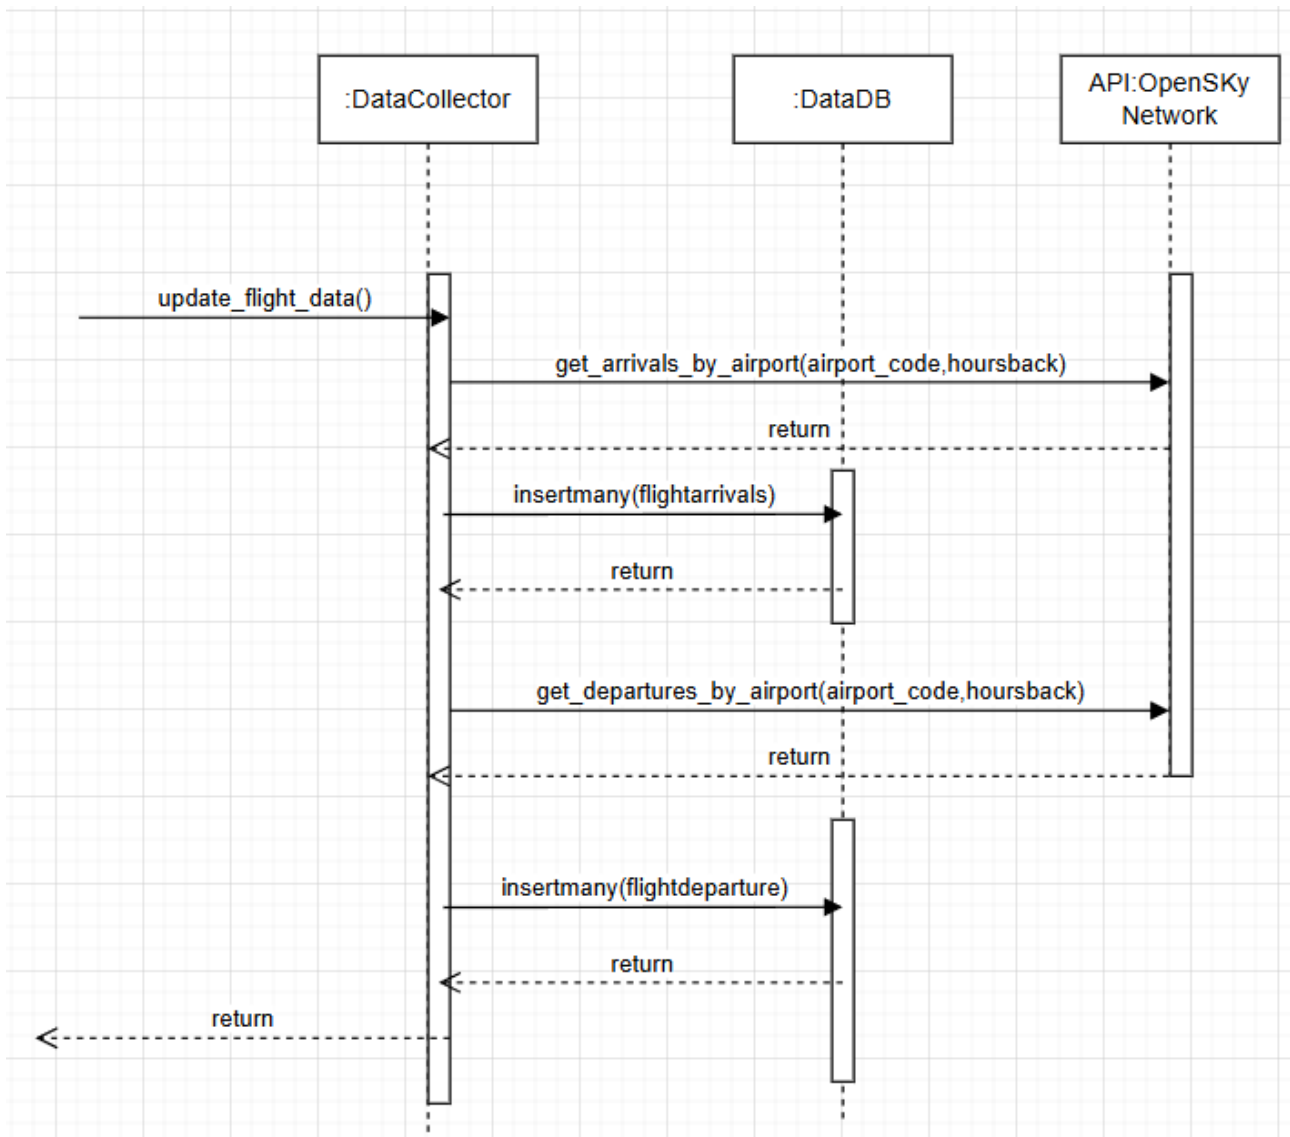 :DataCollector
:DataDB
API:OpenSKy
Network
update_flight_data()
get_arrivals_by_airport(airport_code,hoursback)
return
insertmany(flightarrivals)
return
get_departures_by_airport(airport_code,hoursback)
return
insertmany(flightdeparture)
return
return